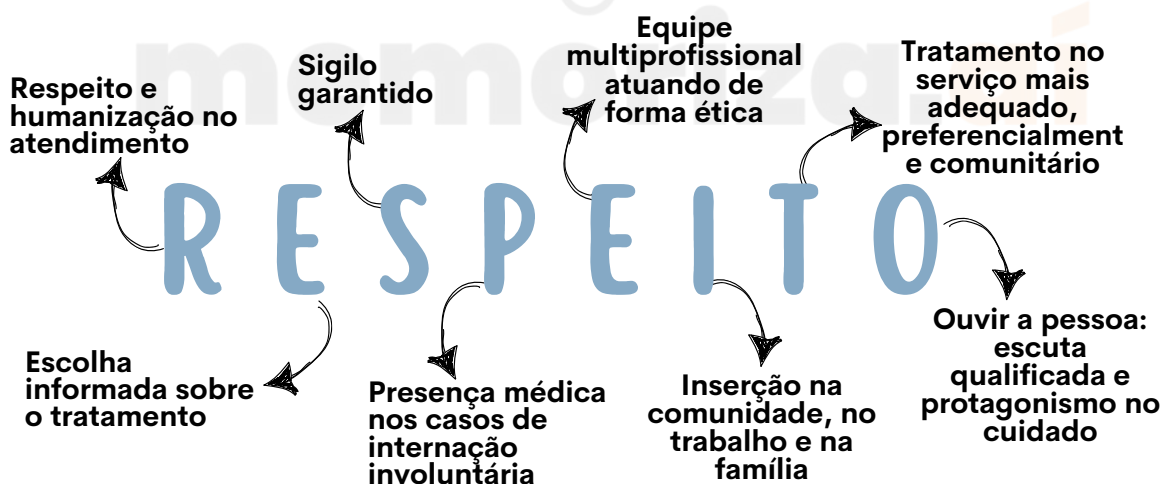 Respeito e
humanização no
atendimento
Sigilo
garantido
Equipe
multiprofissional
atuando de
forma ética
Tratamento no
serviço mais
adequado,
preferencialment
e comunitário
RESPEITO
Escolha
informada sobre
o tratamento
Presença médica
nos casos de
internação
involuntária
Inserção na
comunidade, no
trabalho e na
família
Ouvir a pessoa:
escuta
qualificada e
protagonismo no
cuidado